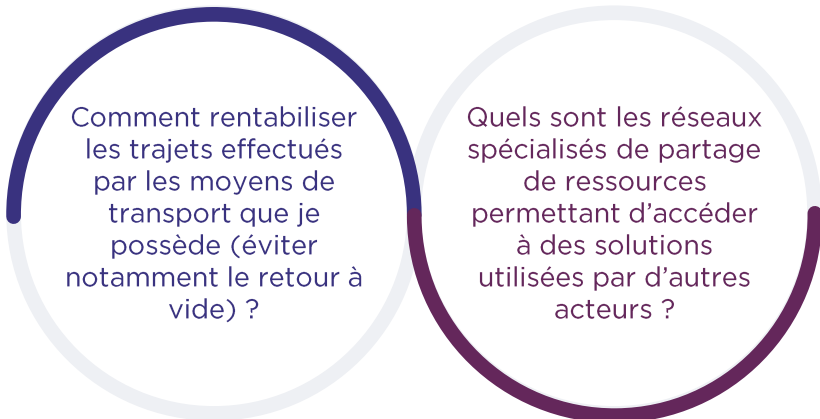 Comment rentabiliser
les trajets effectués
par les moyens de
transport que je
possède (éviter
notamment le retour à
vide) ?
Quels sont les réseaux
spécialisés de partage
de ressources
permettant d’accéder
à des solutions
utilisées par d’autres
acteurs ?